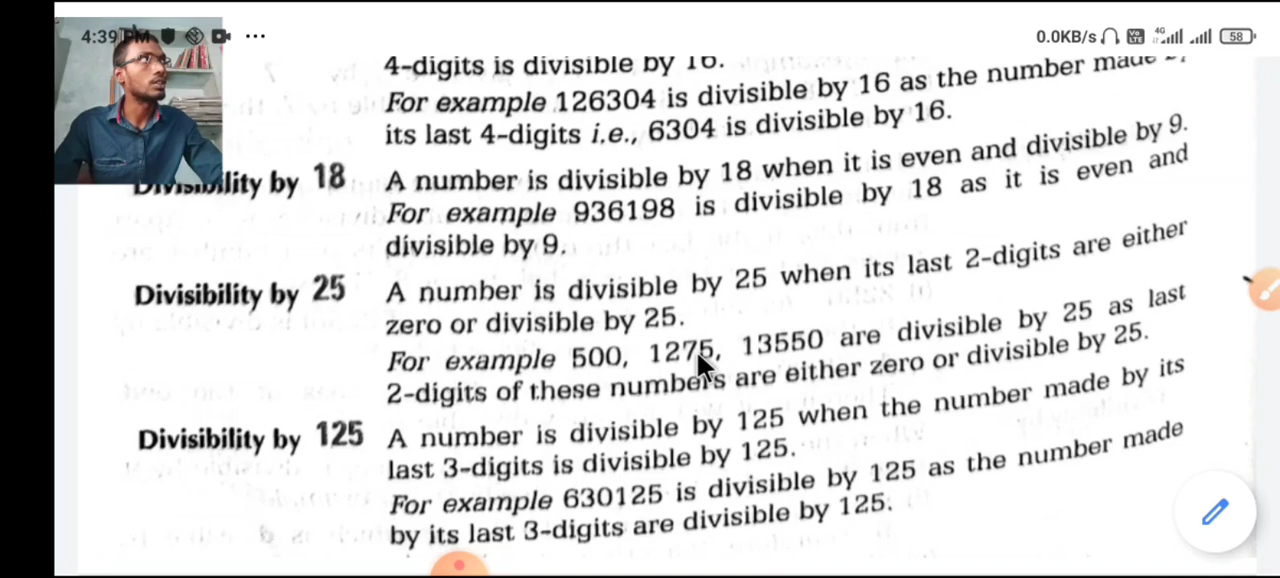 4:39 PM
0.0KB/s 4G 58
4-digits is divisible by 16.
For example 126304 is divisible by 16 as the number made
its last 4-digits i.e., 6304 is divisible by 16.
Divisibility by 18 A number is divisible by 18 when it is even and divisible by 9.
For example 936198 is divisible by 18 as it is even and
divisible by 9.
Divisibility by 25 A number is divisible by 25 when its last 2-digits are either
zero or divisible by 25.
For example 500, 1275, 13550 are divisible by 25 as last
2-digits of these numbers are either zero or divisible by 25.
Divisibility by 125 A number is divisible by 125 when the number made by its
last 3-digits is divisible by 125.
For example 630125 is divisible by 125 as the number made
by its last 3-digits are divisible by 125.